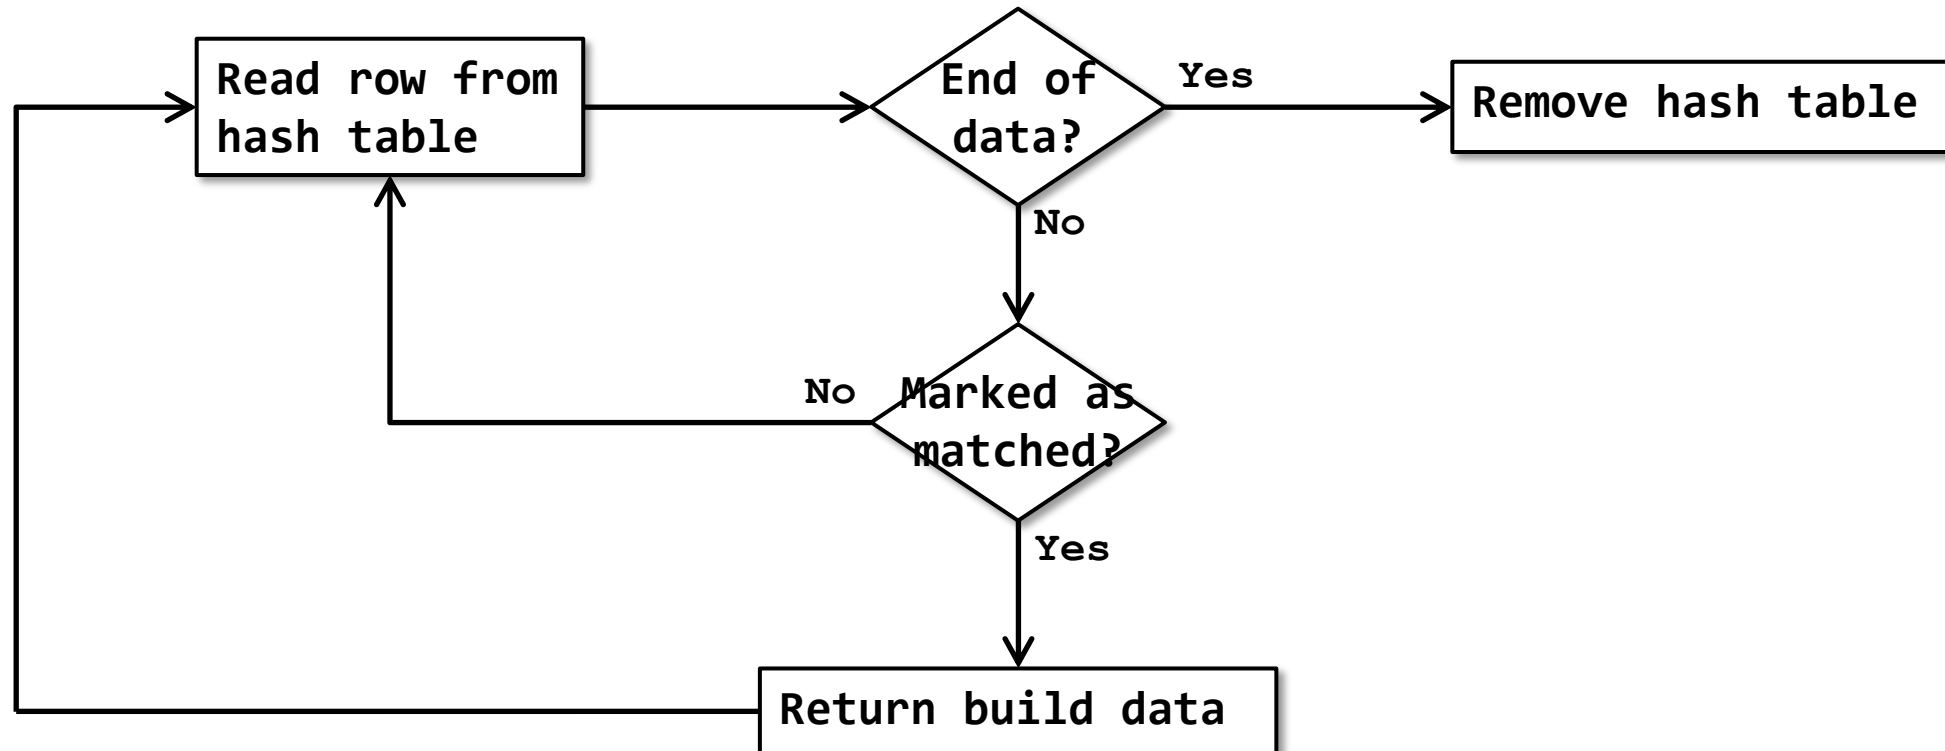 Read row from
hash table
End of
data?
Yes
Remove hash table
No
No
Marked as
matched?
Yes
Return build data